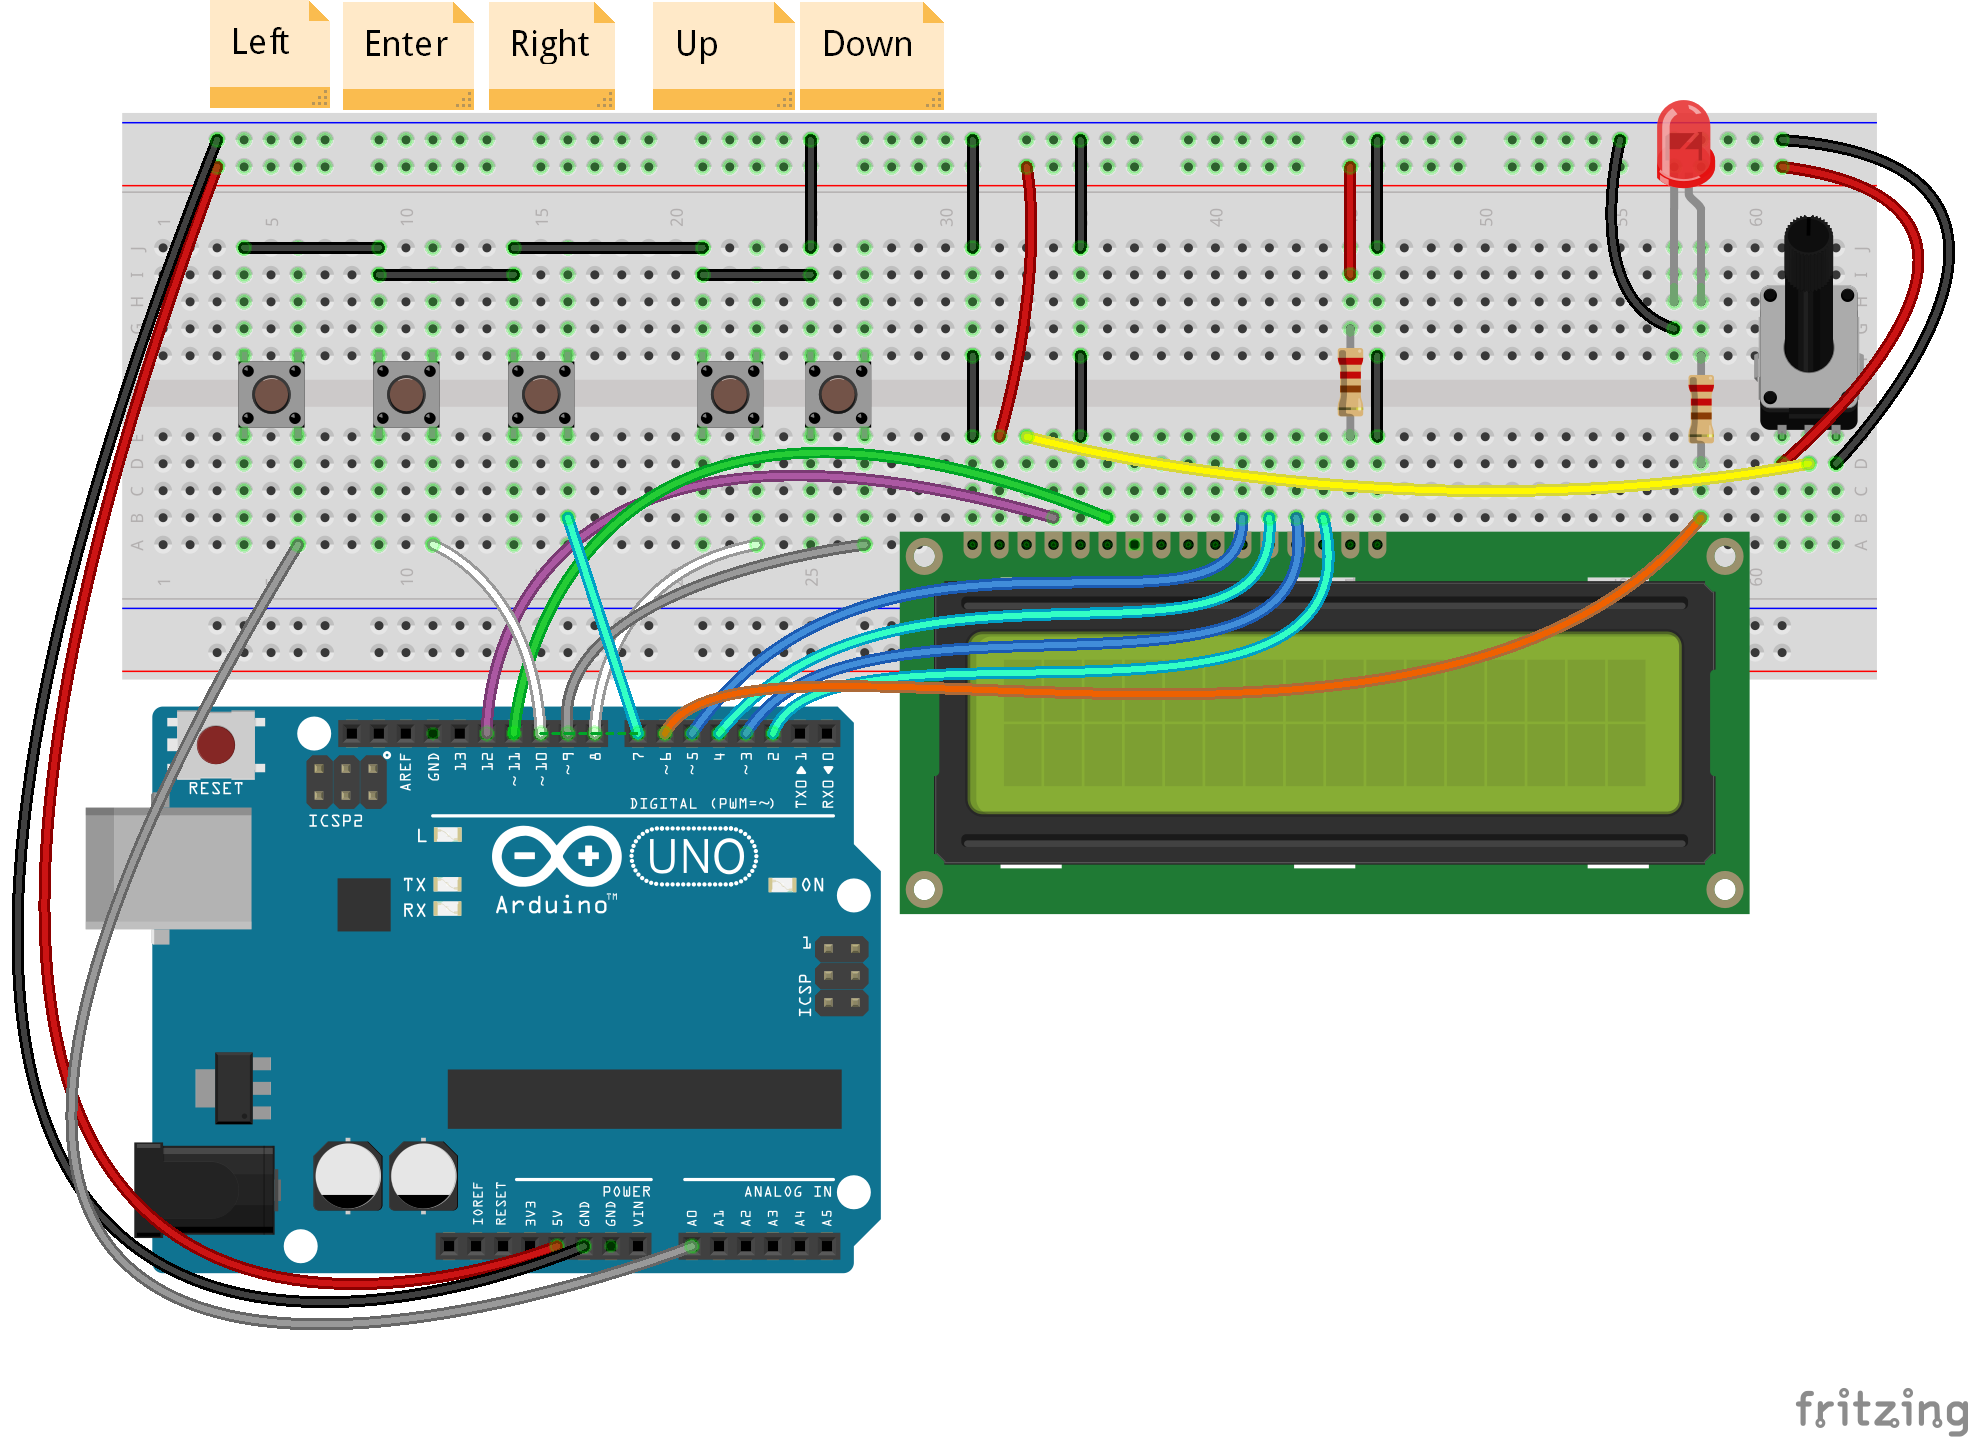 Left
Enter
Right
Up
Down
1
5
10
15
20
30
40
50
55
60
J
I
H
G
E
D
C
B
A
J
I
H
G
D
C
B
A
1
10
25
60
RESET
ICSP2
AREF
GND
13
12
~11
~10
~9
8
7
~6
~5
4
~3
2
TX0▶1
RX0◀0
DIGITAL (PWM=~)
L
TX
RX
UNO
ON
Arduino™
1
ICSP
IOREF
RESET
3V3
5V
GND
GND
VIN
POWER
ANALOG IN
A0
A1
A2
A3
A4
A5
fritzing